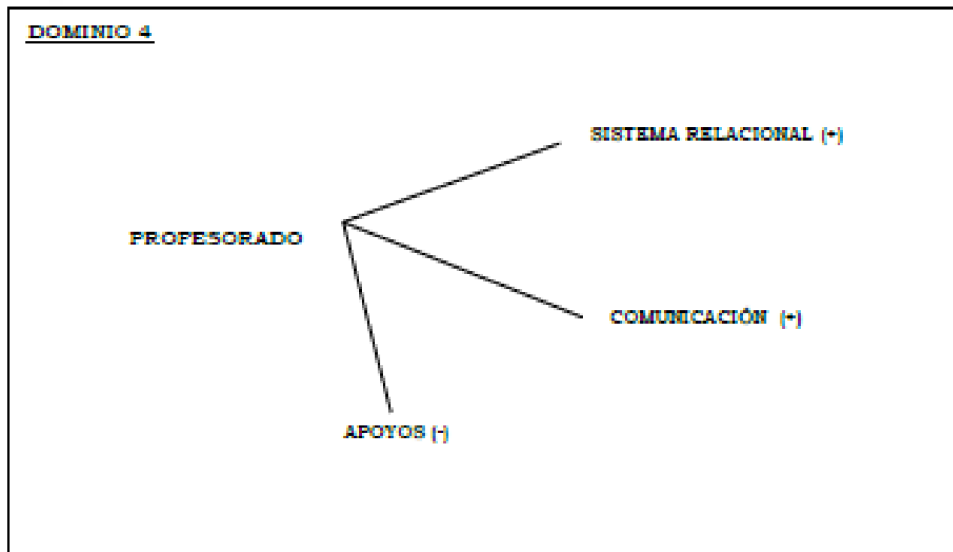 DOMINIO 4
SISTEMA RELACIONAL (+)
PROFESORADO
COMUNICACIÓN (+)
APOYOS (-)